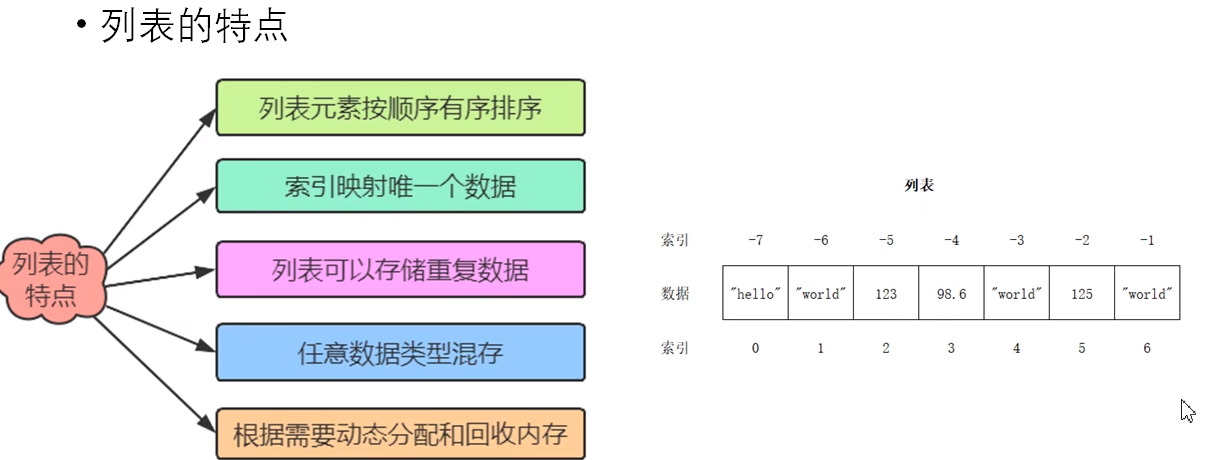 • 列表的特点
列表的
特点
列表元素按顺序有序排序
索引映射唯一个数据
列表可以存储重复数据
任意数据类型混存
根据需要动态分配和回收内存
列表
索引 -7 -6 -5 -4 -3 -2 -1
数据 "hello" "world" 123 98.6 "world" 125 "world"
索引 0 1 2 3 4 5 6